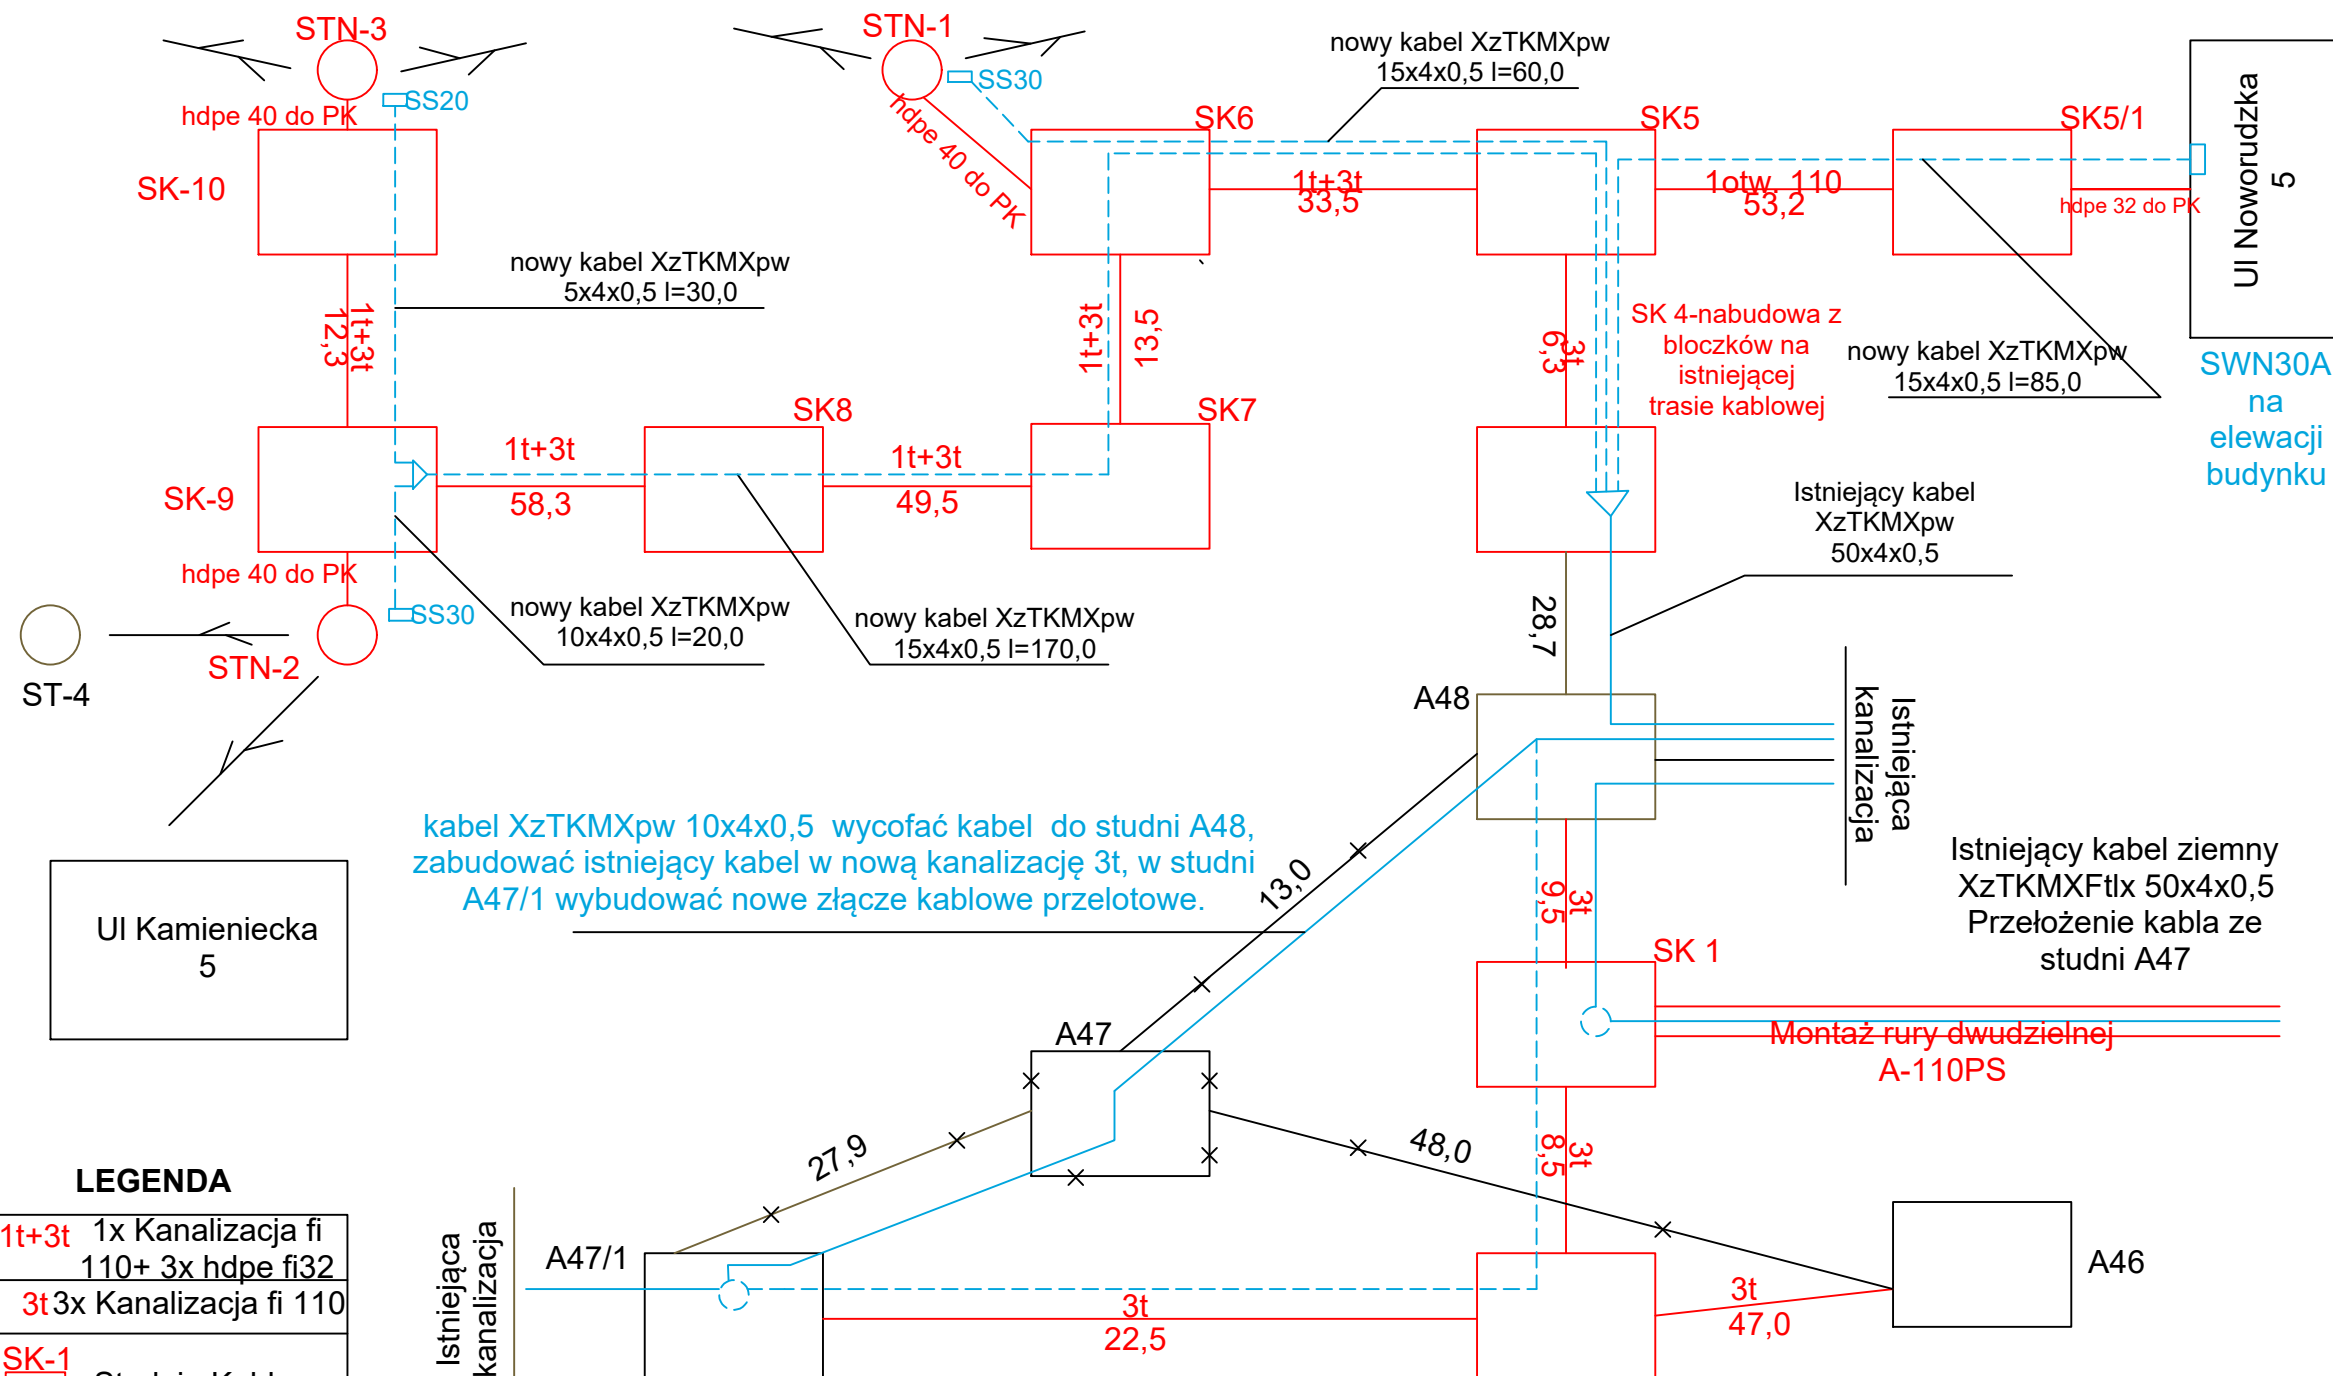 STN-3
STN-1
nowy kabel XzTKMXpw
15x4x0,5 l=60,0
SS20
SS30
hdpe 40 do PK
hdpe 40 do PK
SK6
SK5
SK5/1
Ul Noworudzka
5
SK-10
1t+3t
33,5
1otw. 110
53,2
hdpe 32 do PK
nowy kabel XzTKMXpw
5x4x0,5 l=30,0
1t+3t
12,3
1t+3t
13,5
3t
6,3
SK 4-nabudowa z
bloczków na
istniejącej
trasie kablowej
nowy kabel XzTKMXpw
15x4x0,5 l=85,0
SWN30A
na
elewacji
budynku
SK8
SK7
1t+3t
58,3
1t+3t
49,5
SK-9
Istniejący kabel
XzTKMXpw
50x4x0,5
hdpe 40 do PK
SS30
nowy kabel XzTKMXpw
10x4x0,5 l=20,0
nowy kabel XzTKMXpw
15x4x0,5 l=170,0
28,7
STN-2
ST-4
A48
Istniejąca
kanalizacja
kabel XzTKMXpw 10x4x0,5  wycofać kabel  do studni A48,
zabudować istniejący kabel w nową kanalizację 3t, w studni
A47/1 wybudować nowe złącze kablowe przelotowe.
13,0
3t
9,5
Istniejący kabel ziemny
XzTKMXFtlx 50x4x0,5
Przełożenie kabla ze
studni A47
Ul Kamieniecka
5
SK 1
A47
Montaż rury dwudzielnej
A-110PS
27,9
48,0
3t
8,5
LEGENDA
1t+3t 1x Kanalizacja fi
110+ 3x hdpe fi32
3t 3x Kanalizacja fi 110
SK-1
Istniejąca
kanalizacja
A47/1
A46
3t
22,5
3t
47,0